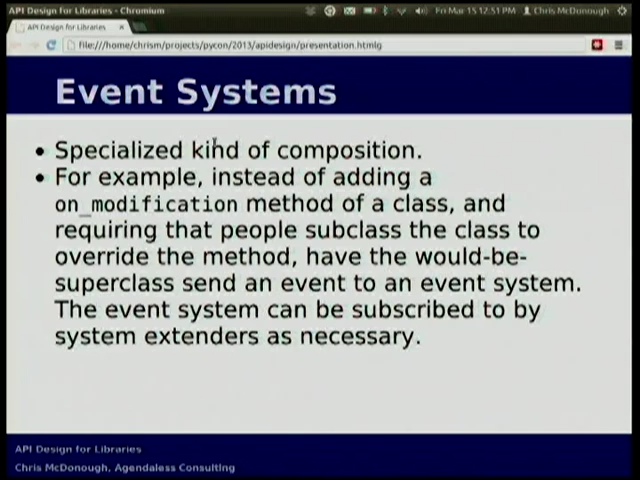 API Design for Libraries - Chromium
Fri Mar 15 12:51 PM
Chris McDonough
API Design for Libraries
file:///home/chrism/projects/pycon/2013/apidesign/presentation.html
Event Systems
• Specialized kind of composition.
• For example, instead of adding a
on_modification method of a class, and
requiring that people subclass the class to
override the method, have the would-be-
superclass send an event to an event system.
The event system can be subscribed to by
system extenders as necessary.
API Design for Libraries
Chris McDonough, Agendaless Consulting